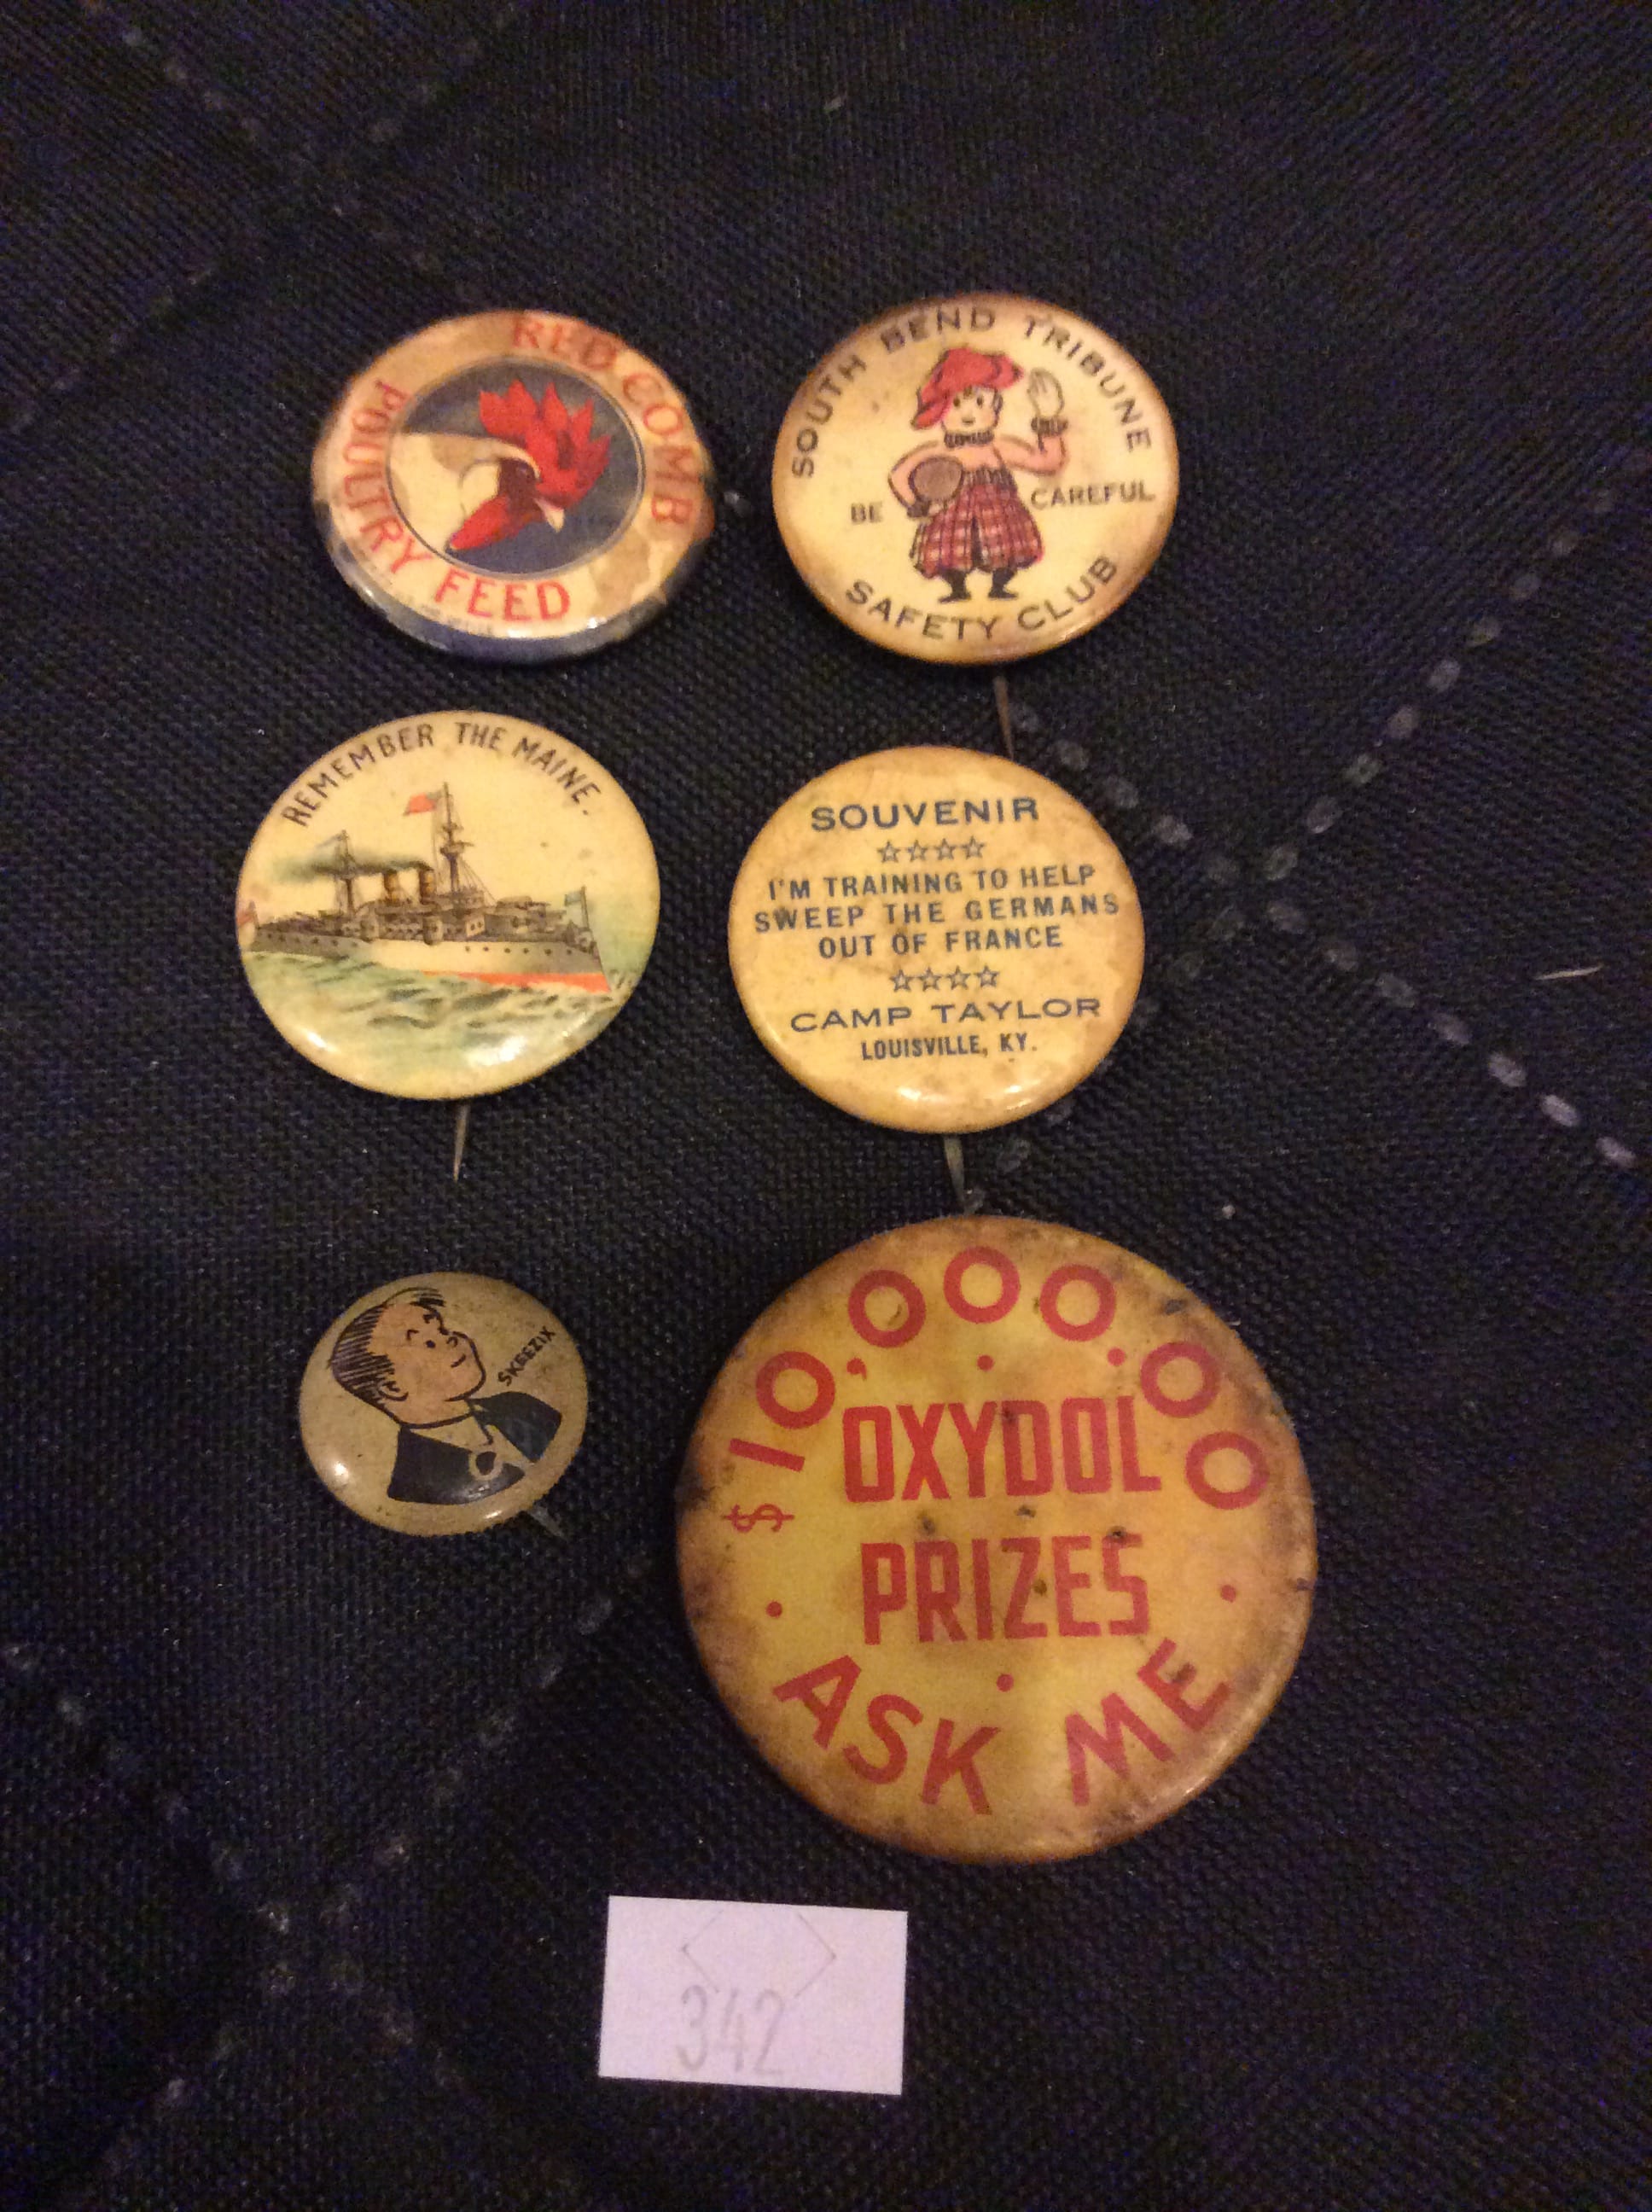 RED COMB
POULTRY FEED
SOUTH BEND TRIBUNE
BE CAREFUL
SAFETY CLUB
REMEMBER THE MAINE.
SOUVENIR
☆☆☆☆
I'M TRAINING TO HELP
SWEEP THE GERMANS
OUT OF FRANCE
☆☆☆☆
CAMP TAYLOR
LOUISVILLE, KY.
SKEEZIX
$10,000.00
OXYDOL
PRIZES
ASK ME
342